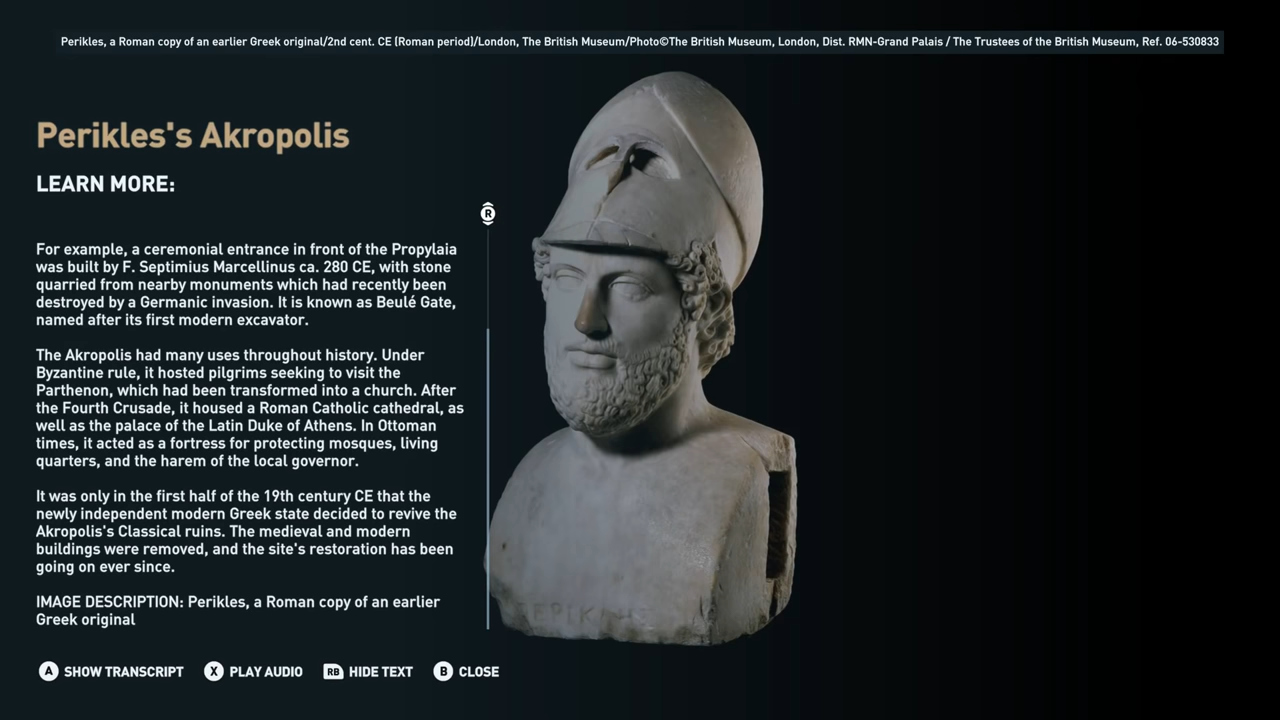 Perikles, a Roman copy of an earlier Greek original/2nd cent. CE (Roman period)/London, The British Museum/Photo©The British Museum, London, Dist. RMN-Grand Palais / The Trustees of the British Museum, Ref. 06-530833
Perikles's Akropolis
LEARN MORE:
R
For example, a ceremonial entrance in front of the Propylaia
was built by F. Septimius Marcellinus ca. 280 CE, with stone
quarried from nearby monuments which had recently been
destroyed by a Germanic invasion. It is known as Beulé Gate,
named after its first modern excavator.
The Akropolis had many uses throughout history. Under
Byzantine rule, it hosted pilgrims seeking to visit the
Parthenon, which had been transformed into a church. After
the Fourth Crusade, it housed a Roman Catholic cathedral, as
well as the palace of the Latin Duke of Athens. In Ottoman
times, it acted as a fortress for protecting mosques, living
quarters, and the harem of the local governor.
It was only in the first half of the 19th century CE that the
newly independent modern Greek state decided to revive the
Akropolis's Classical ruins. The medieval and modern
buildings were removed, and the site's restoration has been
going on ever since.
IMAGE DESCRIPTION: Perikles, a Roman copy of an earlier
Greek original
A SHOW TRANSCRIPT X PLAY AUDIO RB HIDE TEXT B CLOSE